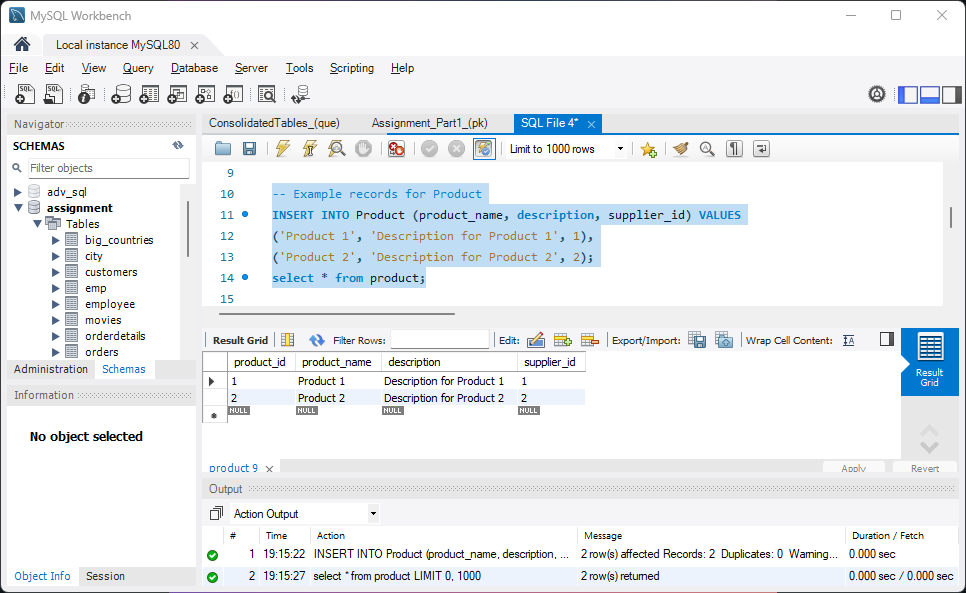 MySQL Workbench
Local instance MySQL80
File Edit View Query Database Server Tools Scripting Help
Navigator
SCHEMAS
Filter objects
adv_sql
assignment
Tables
big_countries
city
customers
emp
employee
movies
orderdetails
orders
Administration Schemas
Information
No object selected
Object Info Session
ConsolidatedTables_(que) Assignment_Part1_(pk) SQL File 4*
Limit to 1000 rows
9
10 -- Example records for Product
11 INSERT INTO Product (product_name, description, supplier_id) VALUES
12 ('Product 1', 'Description for Product 1', 1),
13 ('Product 2', 'Description for Product 2', 2);
14 select * from product;
15
Result Grid Filter Rows: Edit: Export/Import: Wrap Cell Content:
product_id product_name description supplier_id
1 Product 1 Description for Product 1 1
2 Product 2 Description for Product 2 2
NULL NULL NULL NULL
Result
Grid
product 9 Apply Revert
Output
Action Output
# Time Action Message Duration / Fetch
1 19:15:22 INSERT INTO Product (product_name, description, ... 2 row(s) affected Records: 2 Duplicates: 0 Warning... 0.000 sec
2 19:15:27 select * from product LIMIT 0, 1000 2 row(s) returned 0.000 sec / 0.000 sec